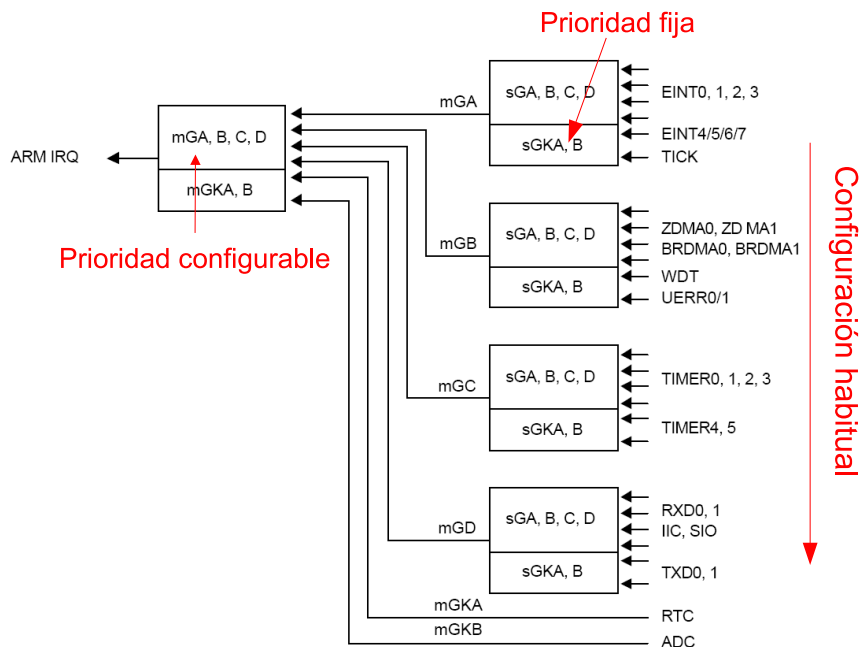 Prioridad fija
mGA
sGA, B, C, D
EINT0, 1, 2, 3
sGKA, B
EINT4/5/6/7
TICK
ARM IRQ
mGA, B, C, D
mGKA, B
Prioridad configurable
mGB
sGA, B, C, D
ZDMA0, ZD MA1
BRDMA0, BRDMA1
sGKA, B
WDT
UERR0/1
mGC
sGA, B, C, D
TIMER0, 1, 2, 3
sGKA, B
TIMER4, 5
mGD
sGA, B, C, D
RXD0, 1
IIC, SIO
sGKA, B
TXD0, 1
mGKA
RTC
mGKB
ADC
Configuración habitual